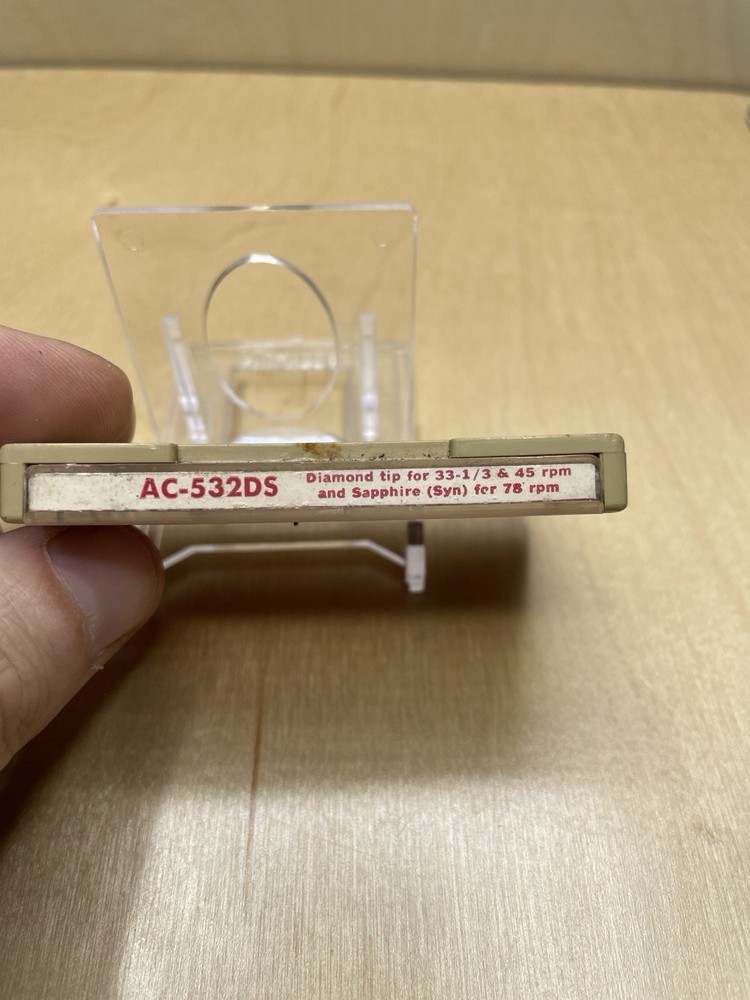 AC-532DS
Diamond tip for 33-1/3 & 45 rpm
and Sapphire (Syn) for 78 rpm